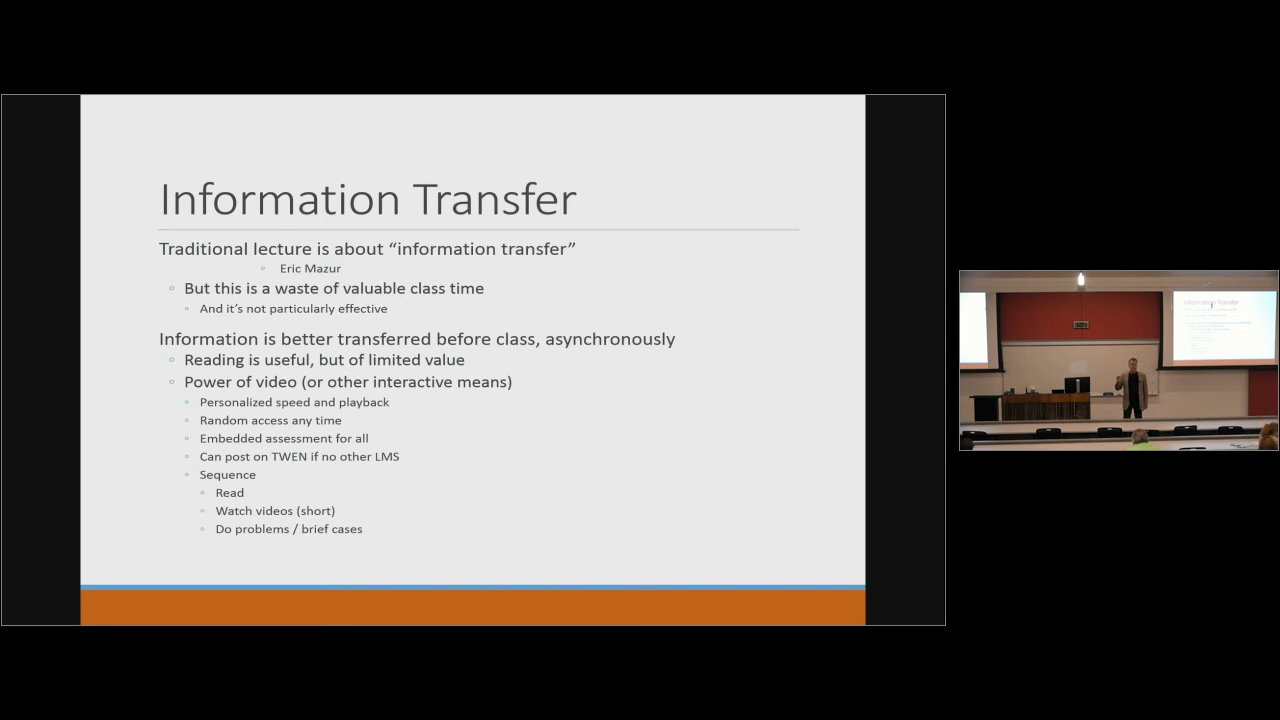 Information Transfer
Traditional lecture is about “information transfer”
Eric Mazur
But this is a waste of valuable class time
And it’s not particularly effective
Information is better transferred before class, asynchronously
Reading is useful, but of limited value
Power of video (or other interactive means)
Personalized speed and playback
Random access any time
Embedded assessment for all
Can post on TWEN if no other LMS
Sequence
Read
Watch videos (short)
Do problems / brief cases
Information Transfer